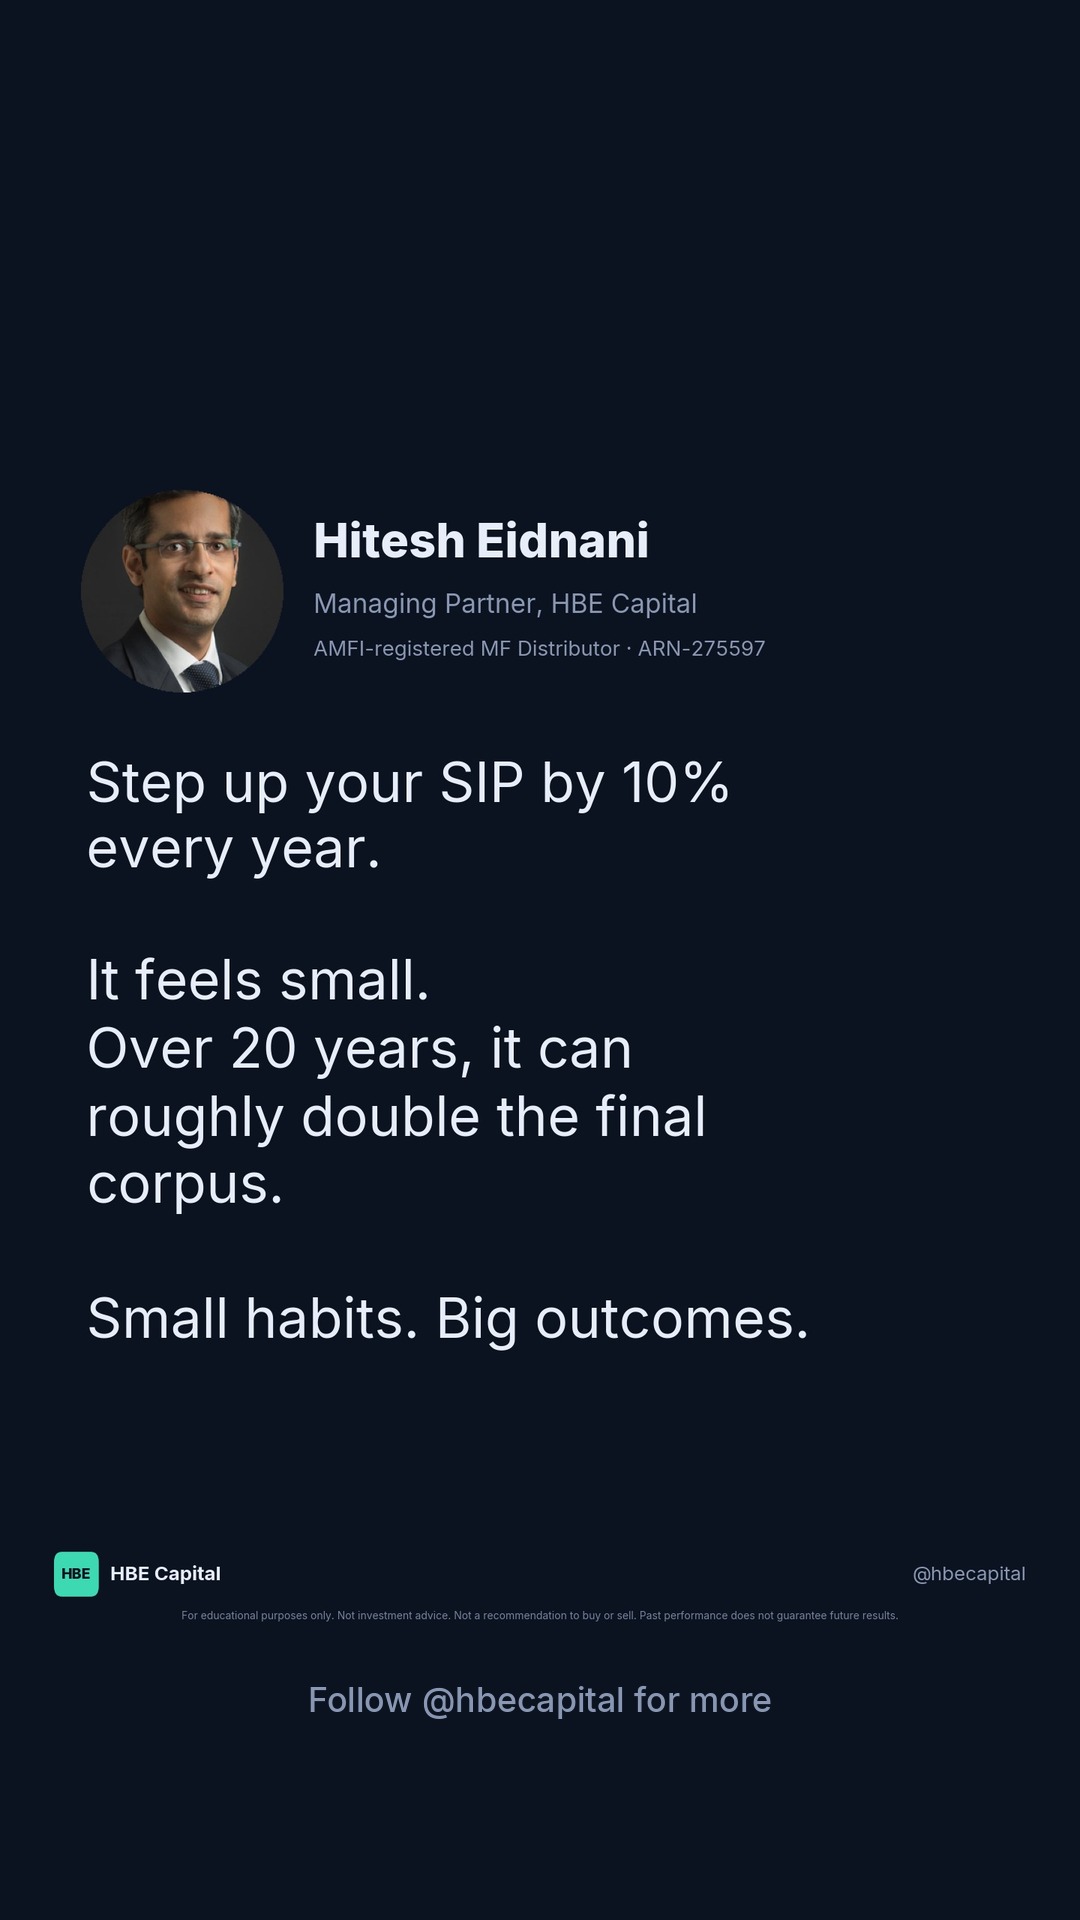 Hitesh Eidnani
Managing Partner, HBE Capital
AMFI-registered MF Distributor · ARN-275597
Step up your SIP by 10%
every year.
It feels small.
Over 20 years, it can
roughly double the final
corpus.
Small habits. Big outcomes.
HBE
HBE Capital
@hbecapital
For educational purposes only. Not investment advice. Not a recommendation to buy or sell. Past performance does not guarantee future results.
Follow @hbecapital for more